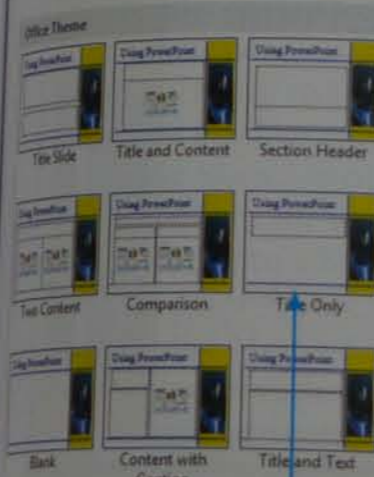 Office Theme
Using PowerPoint
Using PowerPoint
Using PowerPoint
Title Slide
Title and Content
Section Header
Using PowerPoint
Using PowerPoint
Using PowerPoint
Two Content
Comparison
Title Only
Using PowerPoint
Using PowerPoint
Using PowerPoint
Blank
Content with
Title and Text